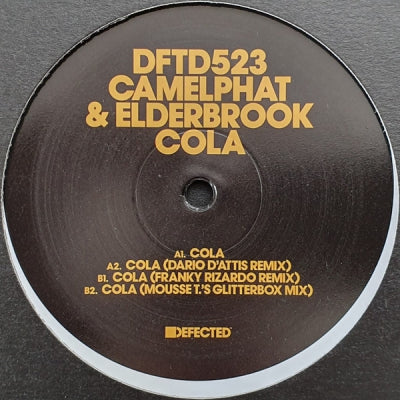 DFTD523
CAMELPHAT
& ELDERBROOK
COLA
A1. COLA
A2. COLA (DARIO D'ATTIS REMIX)
B1. COLA (FRANKY RIZARDO REMIX)
B2. COLA (MOUSSE T.'S GLITTERBOX MIX)
DEFECTED